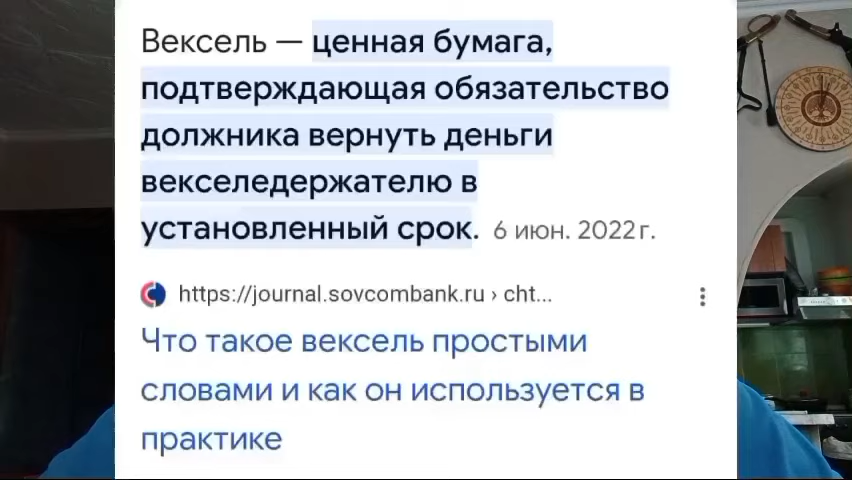 Вексель — ценная бумага,
подтверждающая обязательство
должника вернуть деньги
векселедержателю в
установленный срок. 6 июн. 2022 г.
https://journal.sovcombank.ru › cht...
Что такое вексель простыми
словами и как он используется в
практике